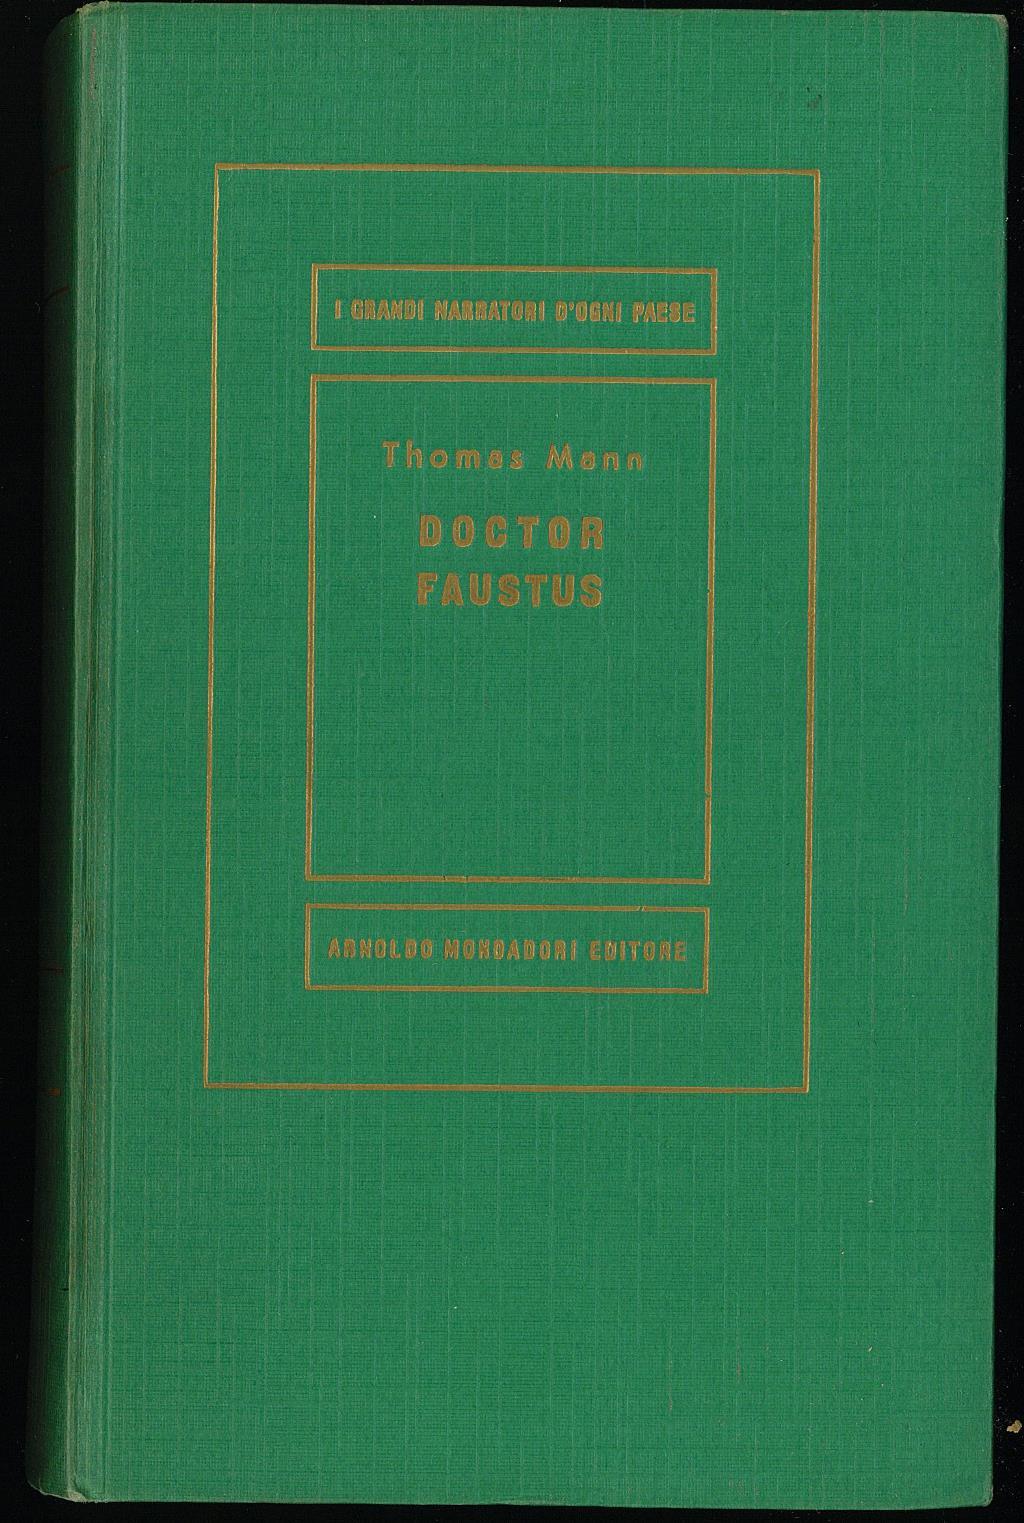 I GRANDI NARRATORI D'OGNI PAESE
Thomas Mann
DOCTOR
FAUSTUS
ARNOLDO MONDADORI EDITORE